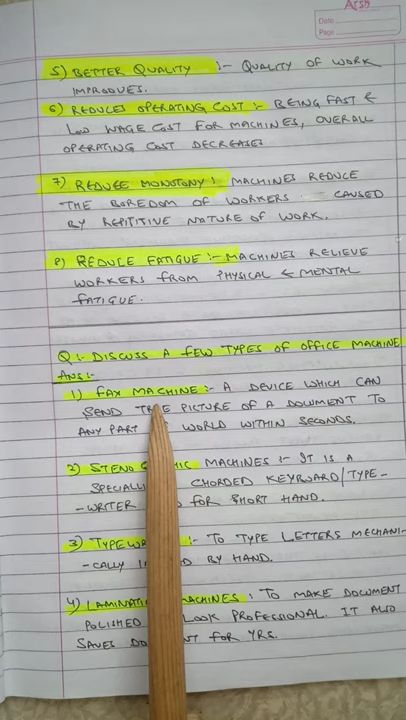 A(5)
Date
Page
5) BETTER QUALITY :- QUALITY OF WORK
IMPROVES.
6) REDUCES OPERATING COST :- BEING FAST &
LOW WAGE COST FOR MACHINES, OVERALL
OPERATING COST DECREASES
7) REDUCE MONOTONY : MACHINES REDUCE
THE BOREDOM OF WORKERS CAUSED
BY REPITITIVE NATURE OF WORK.
8) REDUCE FATIGUE :- MACHINES RELIEVE
WORKERS FROM PHYSICAL & MENTAL
FATIGUE.
Q :- DISCUSS A FEW TYPES OF OFFICE MACHINE
ANS :-
1) FAX MACHINE :- A DEVICE WHICH CAN
SEND THE PICTURE OF A DOCUMENT TO
ANY PART WORLD WITHIN SECONDS.
2) STENO MACHINES :- IT IS A
SPECIALL CHORDED KEYBOARD/TYPE-
-WRITER FOR SHORT HAND.
3) TYPEW :- TO TYPE LETTERS MECHANI-
-CALLY BY HAND.
4) LAMINATI MACHINES : TO MAKE DOCUMENT
POLISHED LOOK PROFESSIONAL. IT ALSO
SAVES DO FOR YRS.